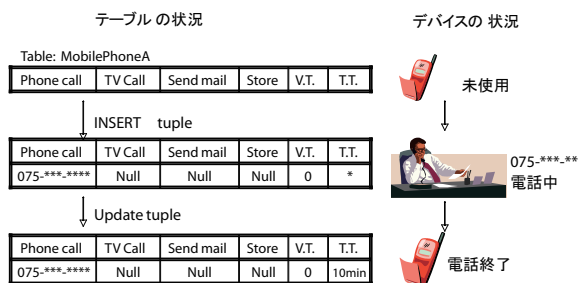 テーブル の状況
デバイスの 状況
Table: MobilePhoneA
Phone call TV Call Send mail Store V.T. T.T.
未使用
INSERT tuple
Phone call TV Call Send mail Store V.T. T.T.
075-***-**** Null Null Null 0 *
075-***-**
電話中
Update tuple
Phone call TV Call Send mail Store V.T. T.T.
075-***-**** Null Null Null 0 10min
電話終了